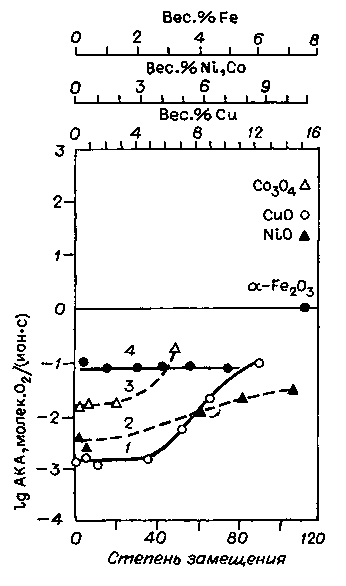 Вес.% Fe
0 2 4 6 8
Вес.% Ni,Co
0 3 6 9
Вес.% Cu
0 4 8 12 16
3
Co3O4
2
CuO
NiO
1
α-Fe2O3
0
4
-1
3
-2
2
1
-3
-4
lg АКА, молек.O2/(ион·с)
0 40 80 120
Степень замещения